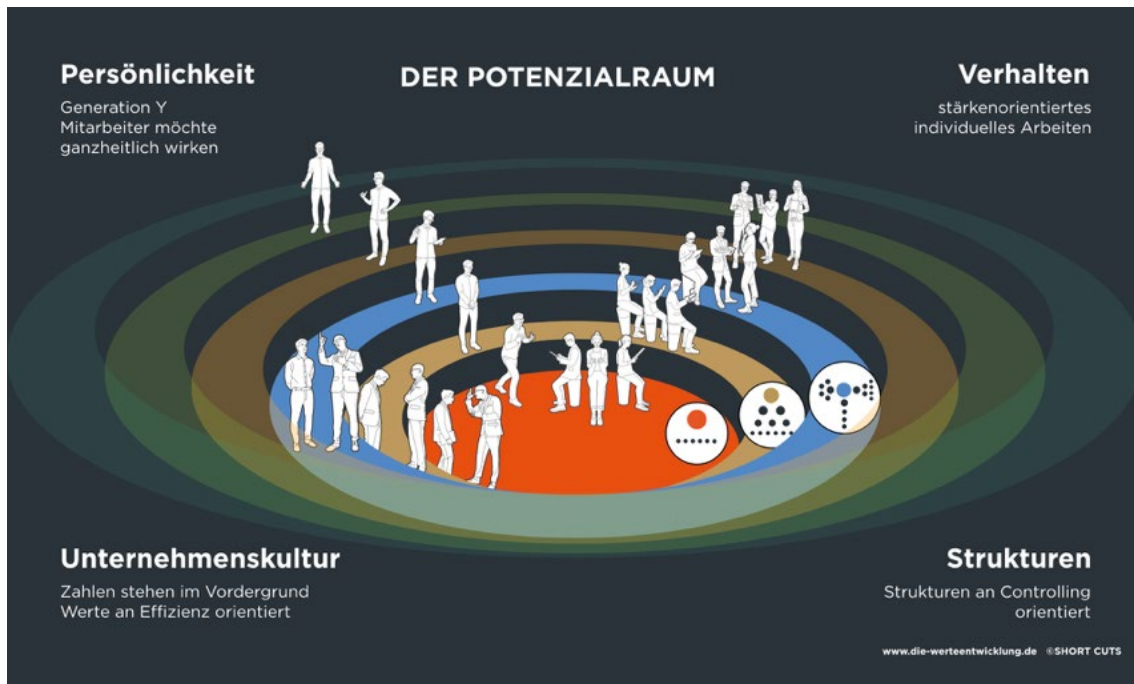 DER POTENZIALRAUM
Persönlichkeit
Generation Y
Mitarbeiter möchte
ganzheitlich wirken
Verhalten
stärkenorientiertes
individuelles Arbeiten
Unternehmenskultur
Zahlen stehen im Vordergrund
Werte an Effizienz orientiert
Strukturen
Strukturen an Controlling
orientiert
www.die-werteentwicklung.de ©SHORT CUTS